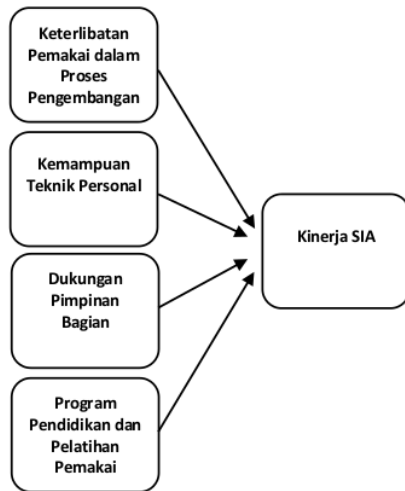 Keterlibatan
Pemakai dalam
Proses
Pengembangan
Kemampuan
Teknik Personal
Dukungan
Pimpinan
Bagian
Program
Pendidikan dan
Pelatihan
Pemakai
Kinerja SIA